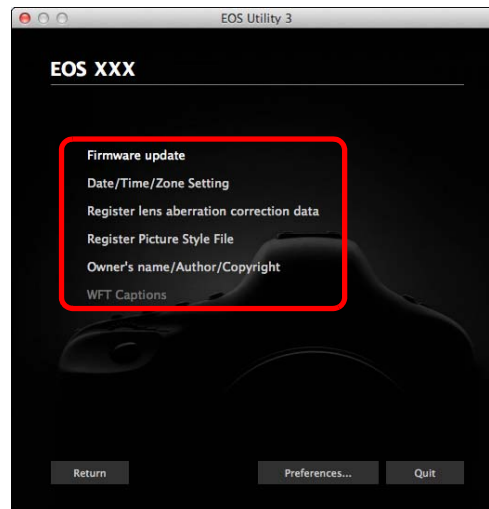 EOS Utility 3
EOS XXX
Firmware update
Date/Time/Zone Setting
Register lens aberration correction data
Register Picture Style File
Owner's name/Author/Copyright
WFT Captions
Return
Preferences...
Quit